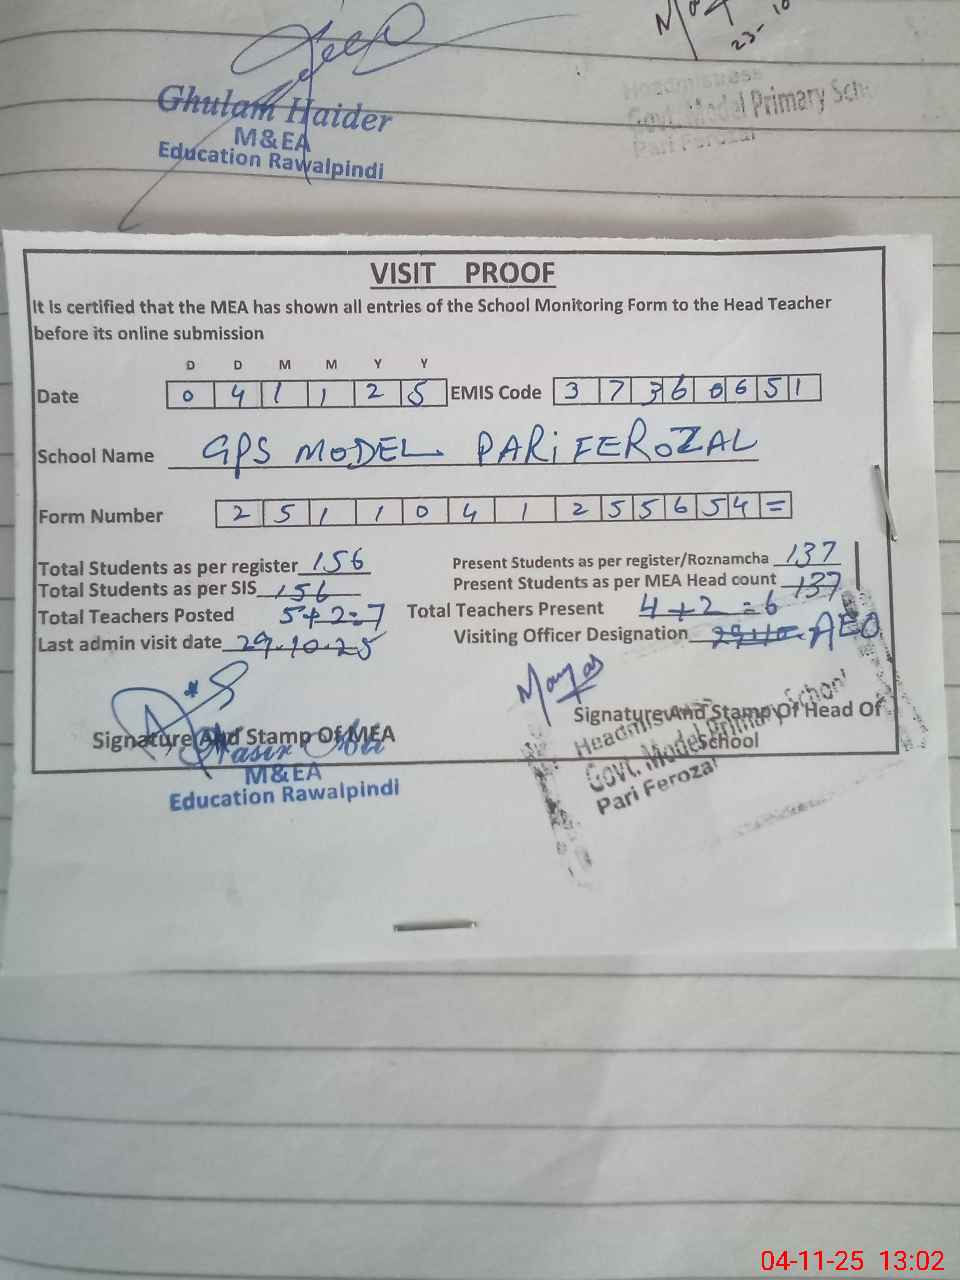 Ghulam Haider
M&EA
Education Rawalpindi
23-10
Headmistress
Govt. Model Primary Scho
Pari Ferozal
VISIT PROOF
It is certified that the MEA has shown all entries of the School Monitoring Form to the Head Teacher
before its online submission
D D M M Y Y
Date 0 4 1 1 2 5 EMIS Code 3 7 3 6 0 6 5 1
School Name GPS MODEL PARI FEROZAL
Form Number 2 5 1 1 0 4 1 2 5 5 6 5 4 =
Total Students as per register 156 Present Students as per register/Roznamcha 137
Total Students as per SIS 156 Present Students as per MEA Head count 137
Total Teachers Posted 5+2=7 Total Teachers Present 4+2=6
Last admin visit date 29.10.25 Visiting Officer Designation AEO
Signature And Stamp Of MEA Signature And Stamp Of Head Of
School
M&EA
Education Rawalpindi
Headmistress
Govt. Model Primary School
Pari Ferozal
04-11-25 13:02